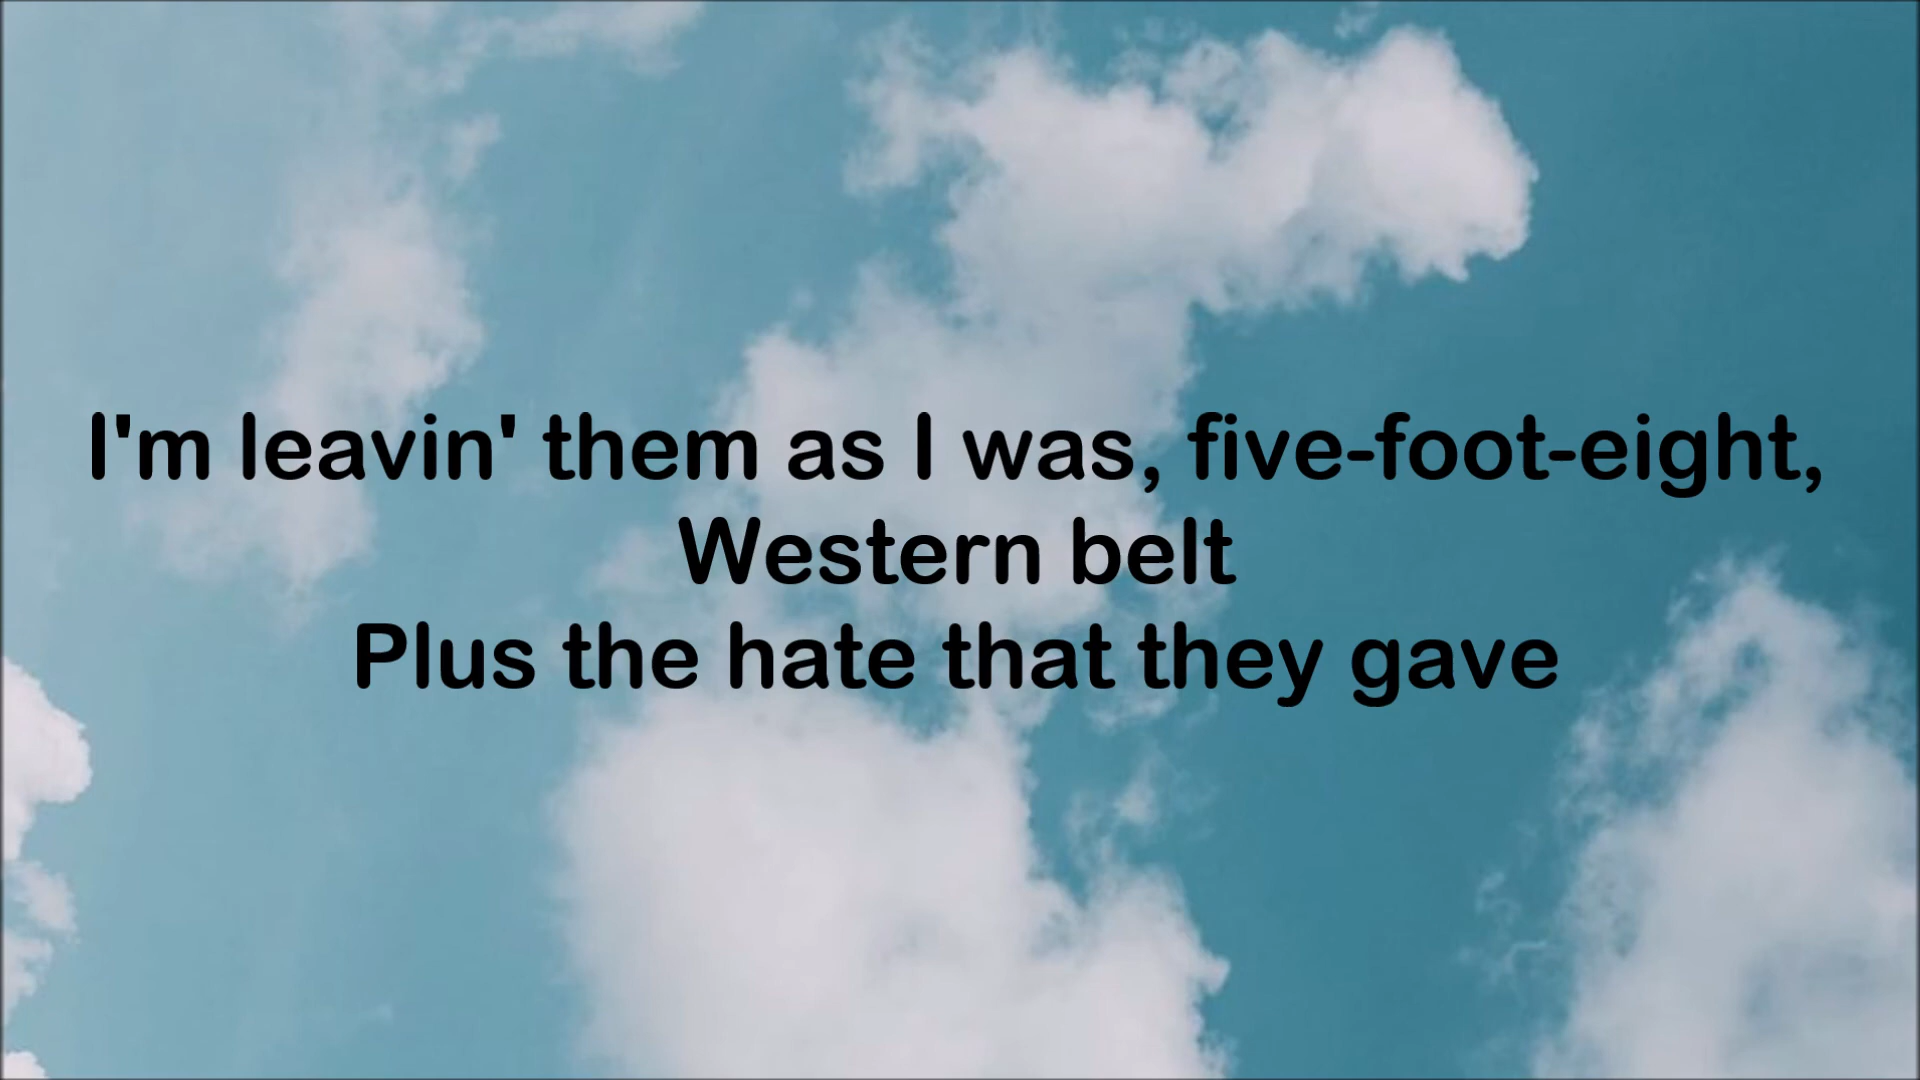 I'm leavin' them as I was, five-foot-eight,
Western belt
Plus the hate that they gave